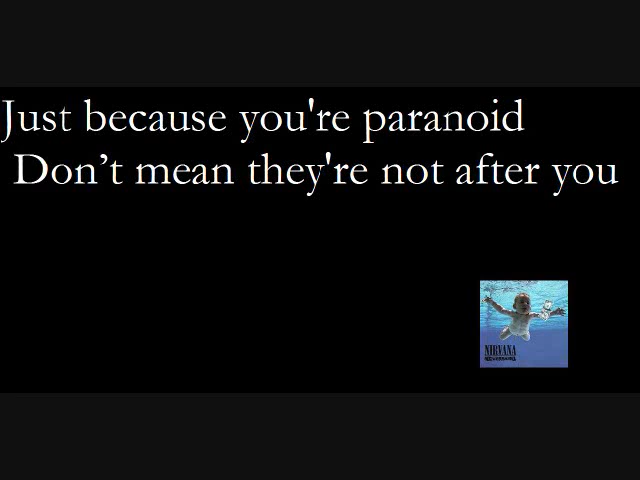 Just because you're paranoid
Don’t mean they're not after you
NIRVANA